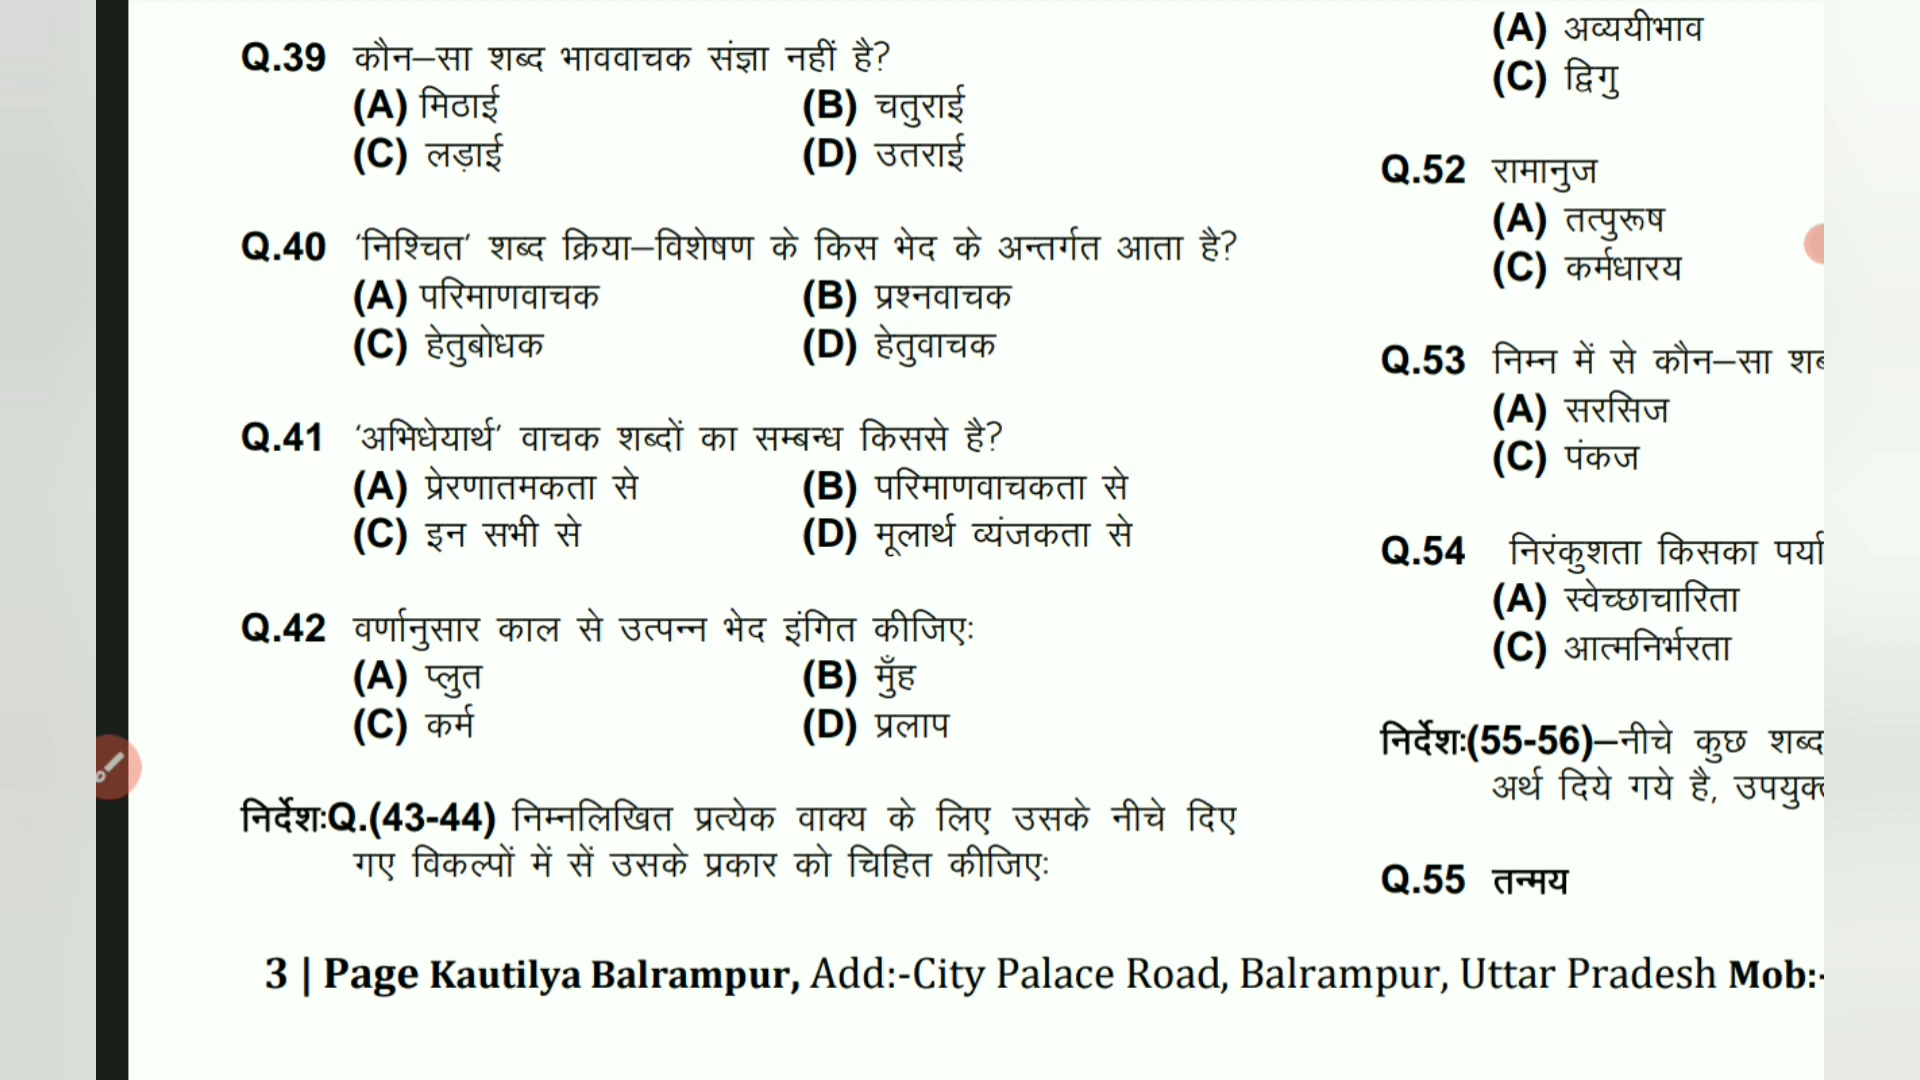 Q.39 कौन–सा शब्द भाववाचक संज्ञा नहीं है?
(A) मिठाई (B) चतुराई
(C) लड़ाई (D) उतराई
Q.40 ‘निश्चित’ शब्द क्रिया–विशेषण के किस भेद के अन्तर्गत आता है?
(A) परिमाणवाचक (B) प्रश्नवाचक
(C) हेतुबोधक (D) हेतुवाचक
Q.41 ‘अभिधेयार्थ’ वाचक शब्दों का सम्बन्ध किससे है?
(A) प्रेरणातमकता से (B) परिमाणवाचकता से
(C) इन सभी से (D) मूलार्थ व्यंजकता से
Q.42 वर्णानुसार काल से उत्पन्न भेद इंगित कीजिए:
(A) प्लुत (B) मुँह
(C) कर्म (D) प्रलाप
निर्देश:Q.(43-44) निम्नलिखित प्रत्येक वाक्य के लिए उसके नीचे दिए
गए विकल्पों में सें उसके प्रकार को चिहित कीजिए:
(A) अव्ययीभाव
(C) द्विगु
Q.52 रामानुज
(A) तत्पुरूष
(C) कर्मधारय
Q.53 निम्न में से कौन–सा
(A) सरसिज
(C) पंकज
Q.54 निरंकुशता किसका
(A) स्वेच्छाचारिता
(C) आत्मनिर्भरता
निर्देश:(55-56)–नीचे कुछ शब्द
अर्थ दिये गये है,
Q.55 तन्मय
3 | Page Kautilya Balrampur, Add:-City Palace Road, Balrampur, Uttar Pradesh Mob:-